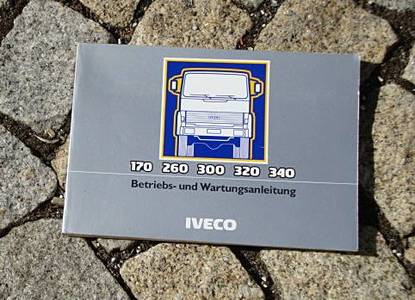 170 260 300 320 340
Betriebs- und Wartungsanleitung
IVECO